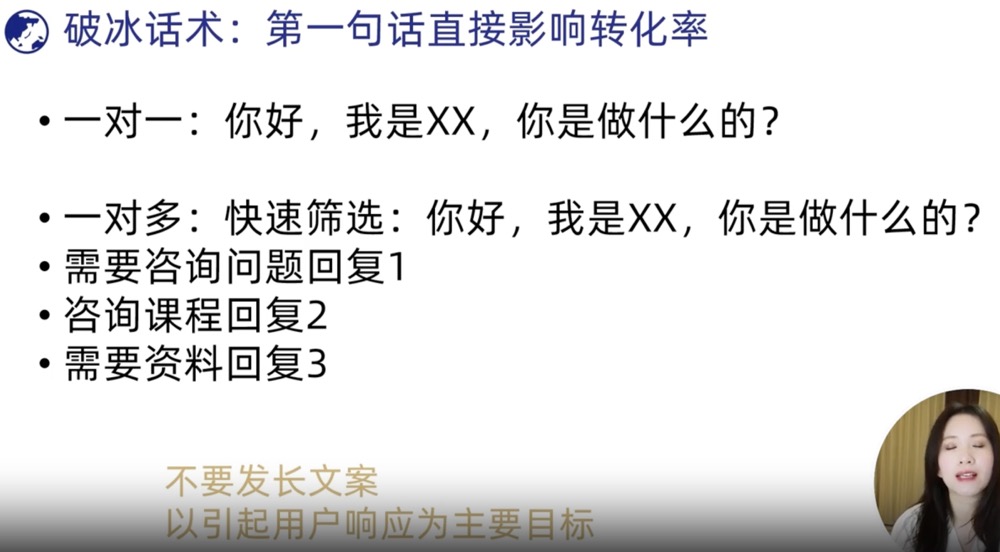 破冰话术：第一句话直接影响转化率
• 一对一：你好，我是XX，你是做什么的？
• 一对多：快速筛选：你好，我是XX，你是做什么的？
• 需要咨询问题回复1
• 咨询课程回复2
• 需要资料回复3
不要发长文案
以引起用户响应为主要目标